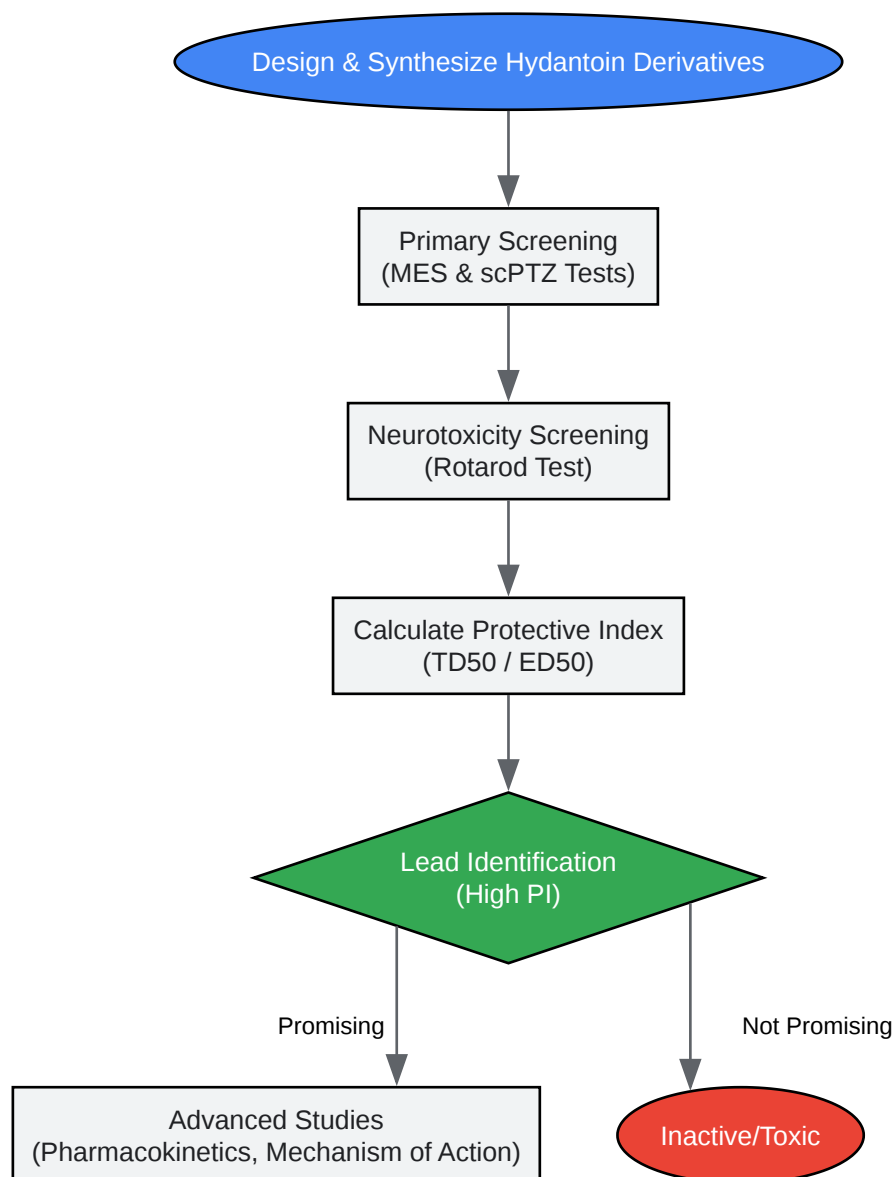 Design & Synthesize Hydantoin Derivatives
Primary Screening
(MES & scPTZ Tests)
Neurotoxicity Screening
(Rotarod Test)
Calculate Protective Index
(TD50 / ED50)
Lead Identification
(High PI)
Promising
Not Promising
Advanced Studies
(Pharmacokinetics, Mechanism of Action)
Inactive/Toxic